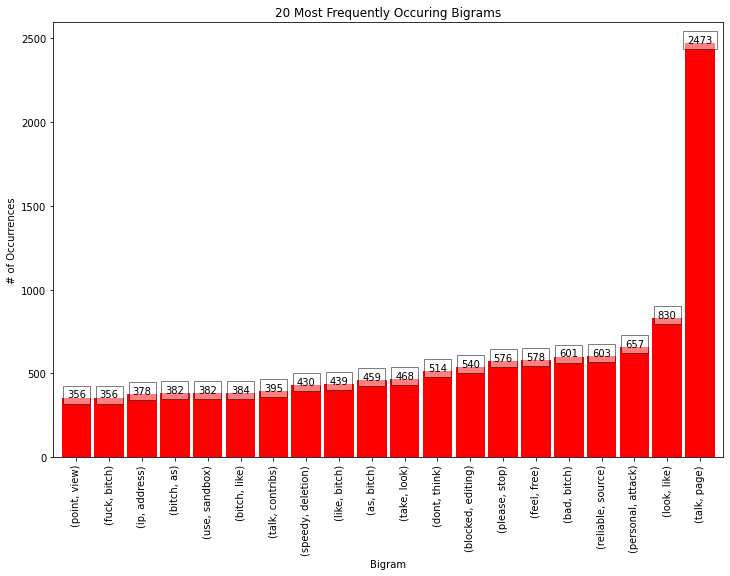 20 Most Frequently Occuring Bigrams
# of Occurrences
2500
2000
1500
1000
500
0
356
356
378
382
382
384
395
430
439
459
468
514
540
576
578
601
603
657
830
2473
(point, view)
(fuck, bitch)
(ip, address)
(bitch, as)
(use, sandbox)
(bitch, like)
(talk, contribs)
(speedy, deletion)
(like, bitch)
(as, bitch)
(take, look)
(dont, think)
(blocked, editing)
(please, stop)
(feel, free)
(bad, bitch)
(reliable, source)
(personal, attack)
(look, like)
(talk, page)
Bigram